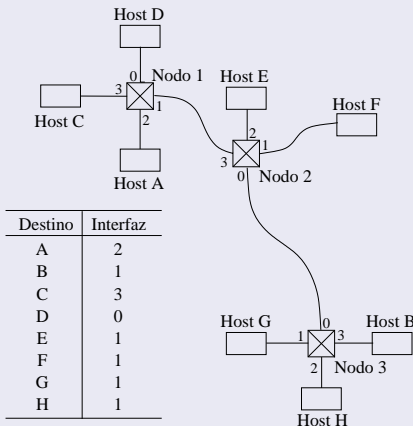 Host D
0
Nodo 1
3
1
Host C
2
Host A
Host E
Host F
2
1
3
0
Nodo 2
Destino Interfaz
A 2
B 1
C 3
D 0
E 1
F 1
G 1
H 1
Host G
0
Host B
1
3
2
Nodo 3
Host H